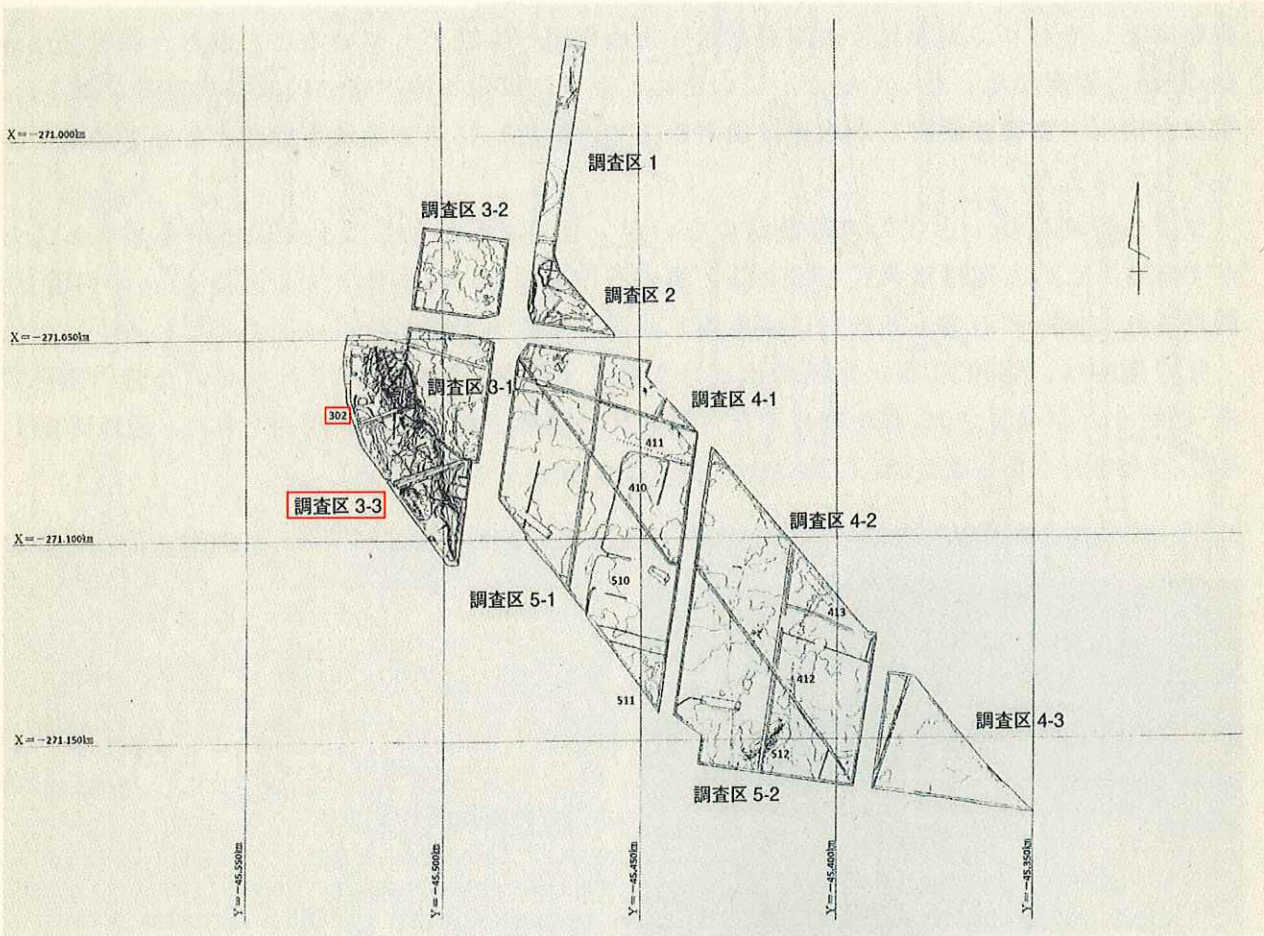 X=-271.000km
調査区 1
調査区 3-2
調査区 2
X=-271.050km
調査区 3-1
調査区 4-1
302
411
410
調査区 3-3
調査区 4-2
X=-271.100km
調査区 5-1
510
413
412
511
調査区 4-3
X=-271.150km
512
調査区 5-2
Y=-45.550km
Y=-45.500km
Y=-45.450km
Y=-45.400km
Y=-45.350km